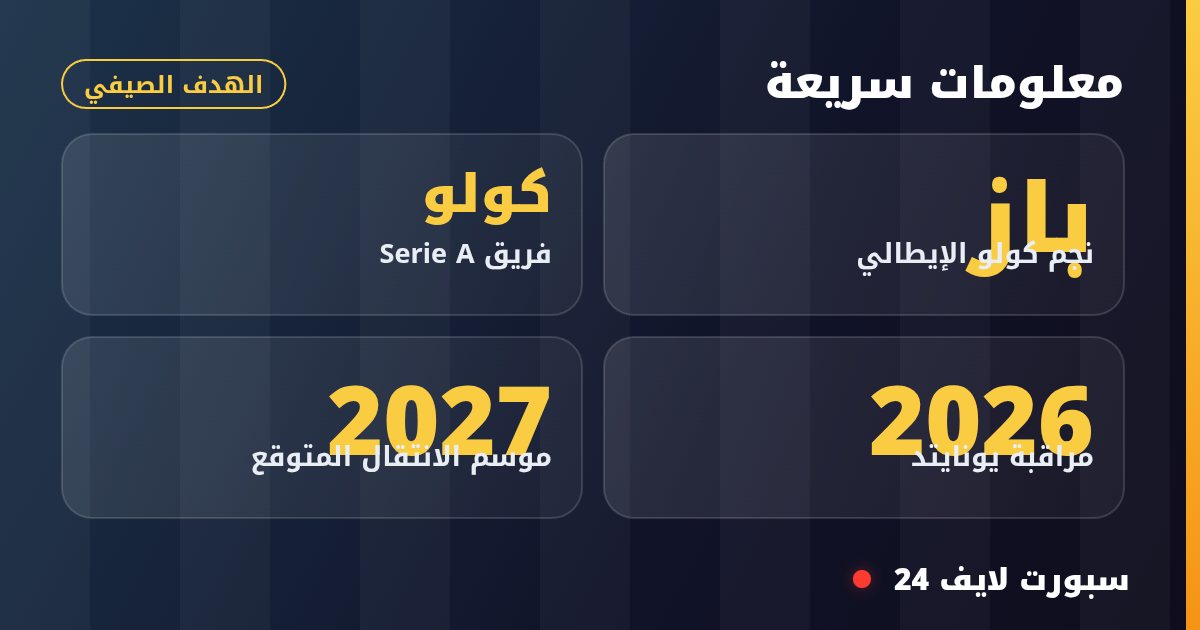 معلومات سريعة
الهدف الصيفي
باز
نجم كولو الإيطالي
كولو
فريق Serie A
2026
مراقبة يونايتد
2027
موسم الانتقال المتوقع
سبورت لايف 24